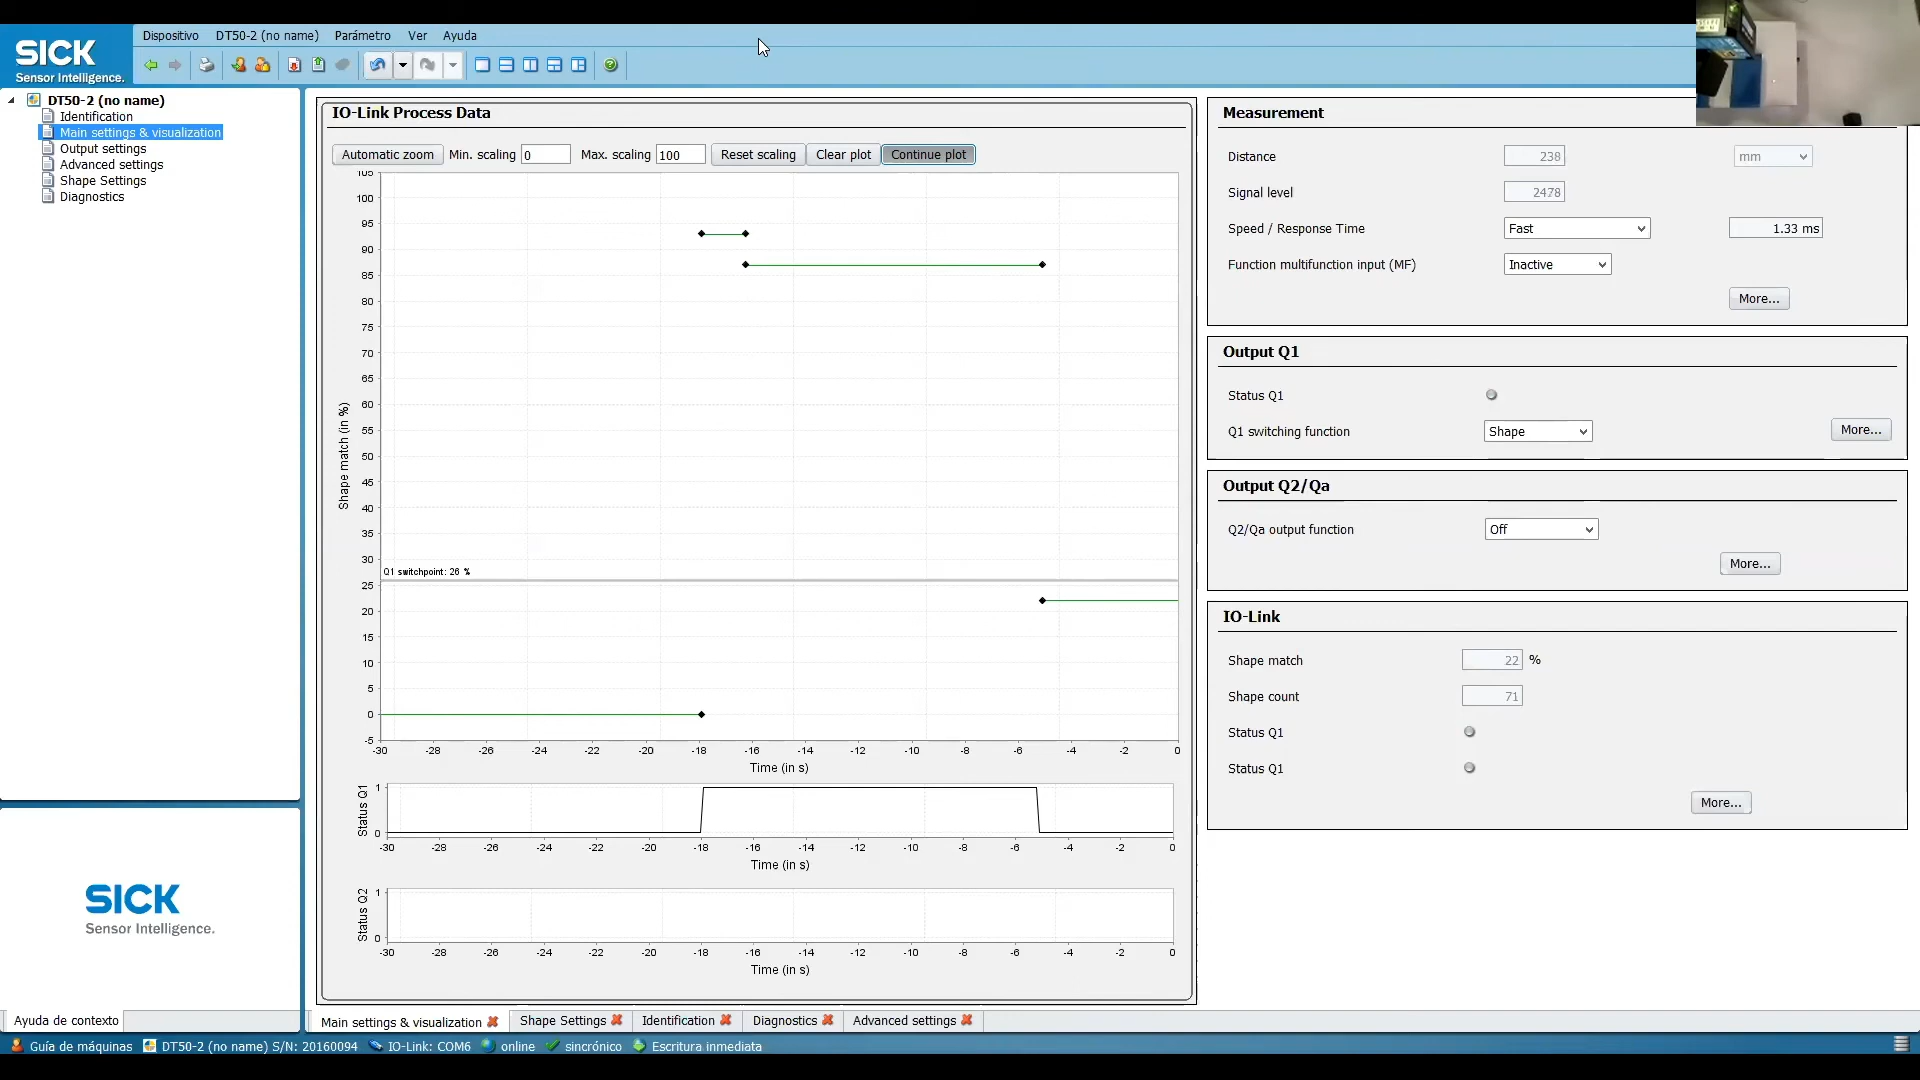 SICK
Sensor Intelligence.
Dispositivo DT50-2 (no name) Parámetro Ver Ayuda
DT50-2 (no name)
Identification
Main settings & visualization
Output settings
Advanced settings
Shape Settings
Diagnostics
SICK
Sensor Intelligence.
Ayuda de contexto
IO-Link Process Data
Automatic zoom Min. scaling 0 Max. scaling 100 Reset scaling Clear plot Continue plot
105
100
95
90
85
80
75
70
65
60
55
50
45
40
35
30
25
20
15
10
5
0
-5
Shape match (in %)
Q1 switchpoint: 26 %
-30 -28 -26 -24 -22 -20 -18 -16 -14 -12 -10 -8 -6 -4 -2 0
Time (in s)
Status Q1
1
0
-30 -28 -26 -24 -22 -20 -18 -16 -14 -12 -10 -8 -6 -4 -2 0
Time (in s)
Status Q2
1
0
-30 -28 -26 -24 -22 -20 -18 -16 -14 -12 -10 -8 -6 -4 -2 0
Time (in s)
Measurement
Distance 238 mm
Signal level 2478
Speed / Response Time Fast 1.33 ms
Function multifunction input (MF) Inactive
More...
Output Q1
Status Q1
Q1 switching function Shape More...
Output Q2/Qa
Q2/Qa output function Off
More...
IO-Link
Shape match 22 %
Shape count 71
Status Q1
Status Q1
More...
Main settings & visualization Shape Settings Identification Diagnostics Advanced settings
Guía de máquinas DT50-2 (no name) S/N: 20160094 IO-Link: COM6 online sincrónico Escritura inmediata